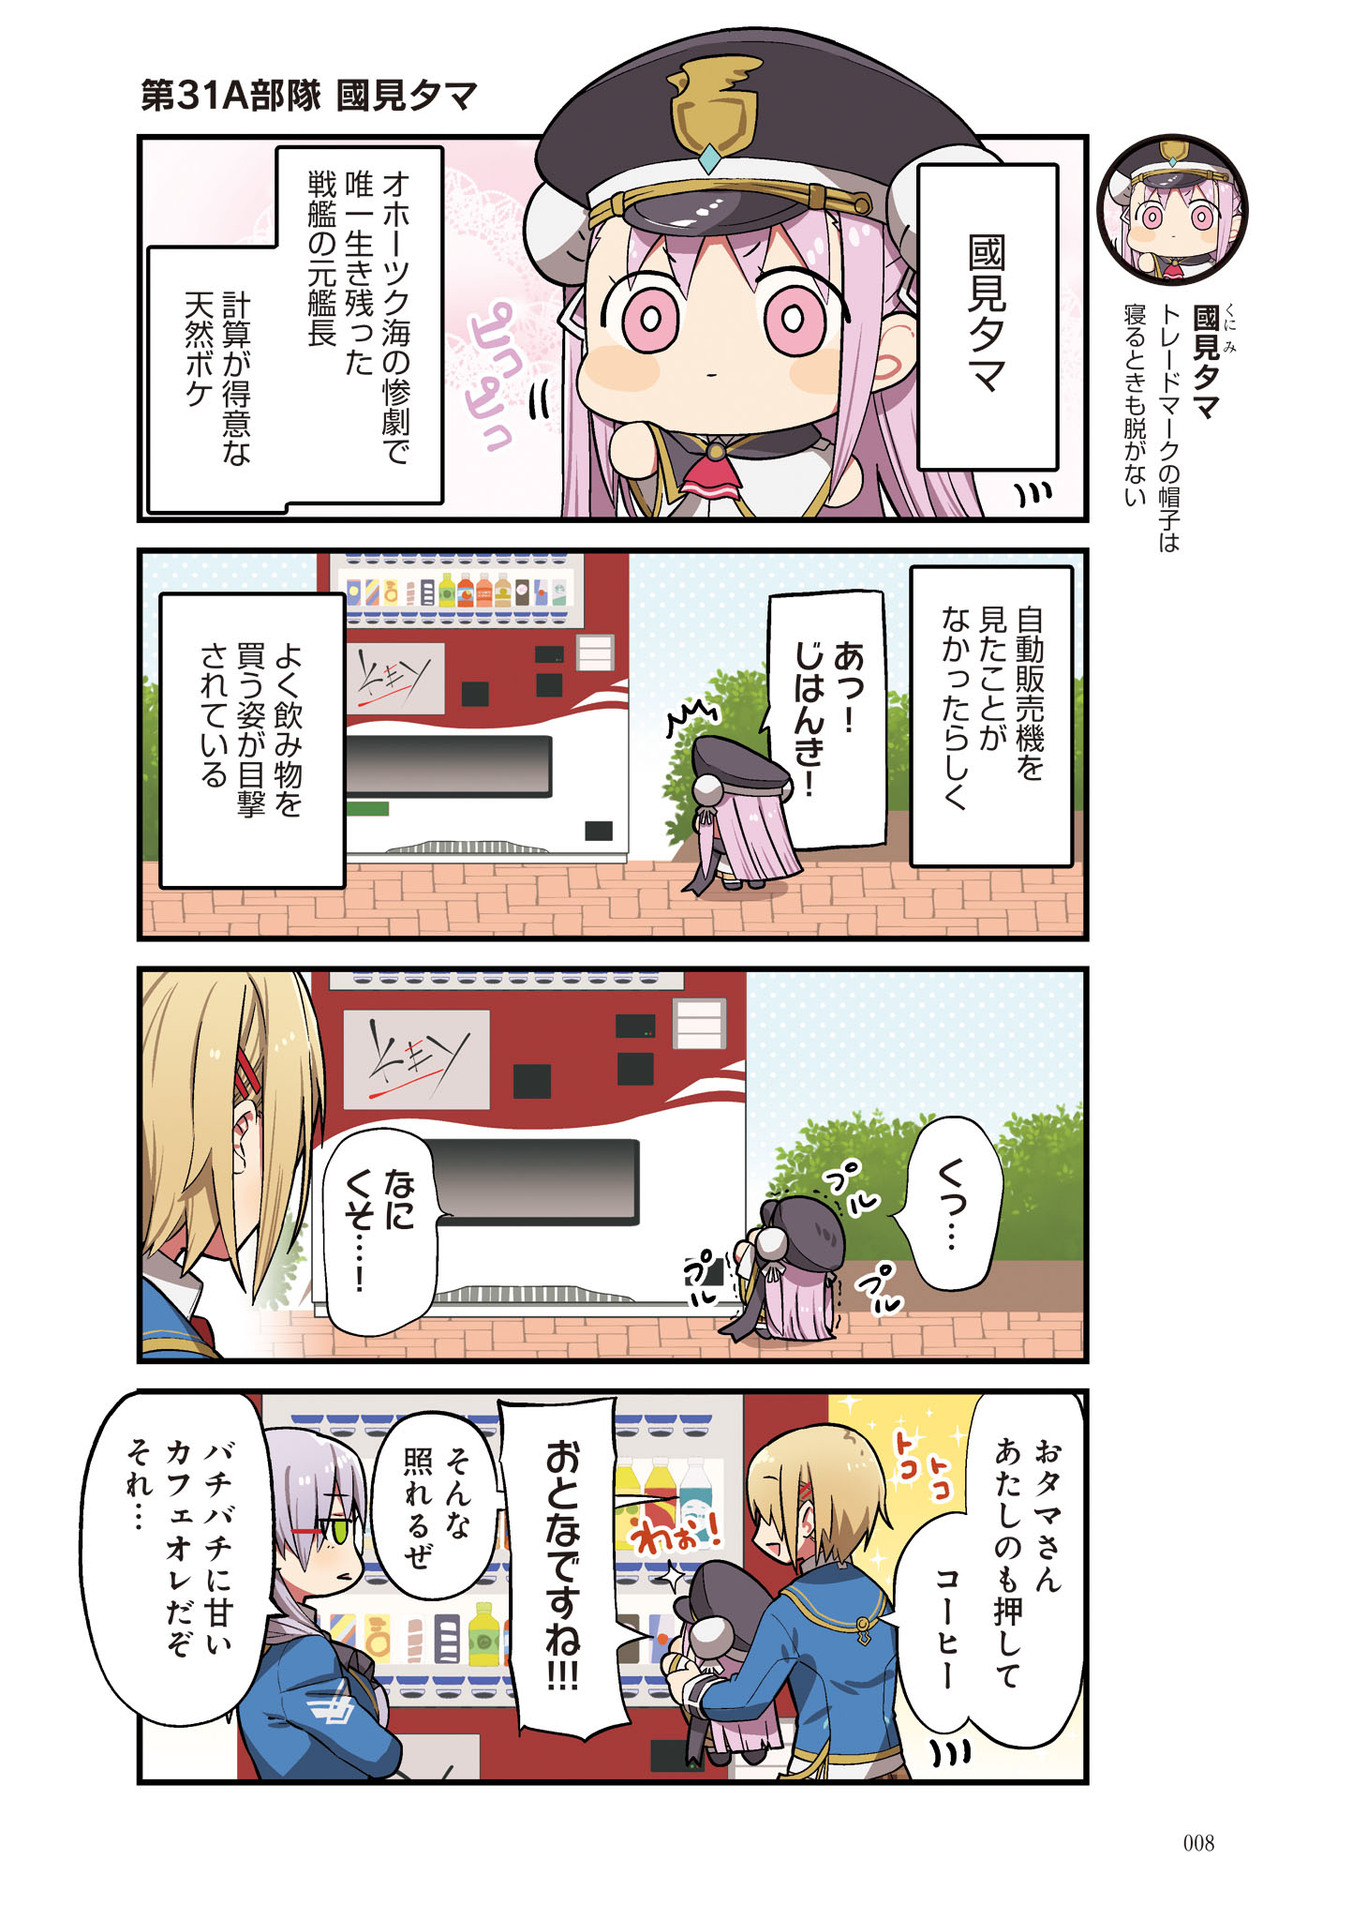 第31A部隊 國見タマ
くにみ
國見タマ
トレードマークの帽子は
寝るときも脱がない
國見タマ
ぴっ
ぴっ
オホーツク海の惨劇で
唯一生き残った
戦艦の元艦長
計算が得意な
天然ボケ
自動販売機を
見たことが
なかったらしく
あっ!
じはんき!
KEY
よく飲み物を
買う姿が目撃
されている
くっ…
プル
プル
プル
なに
くそ…!
KEY
おタマさん
あたしのも押して
コーヒー
トコ
トコ
わぉ!
おとなですね!!!
そんな
照れるぜ
バチバチに甘い
カフェオレだぞ
それ…
008